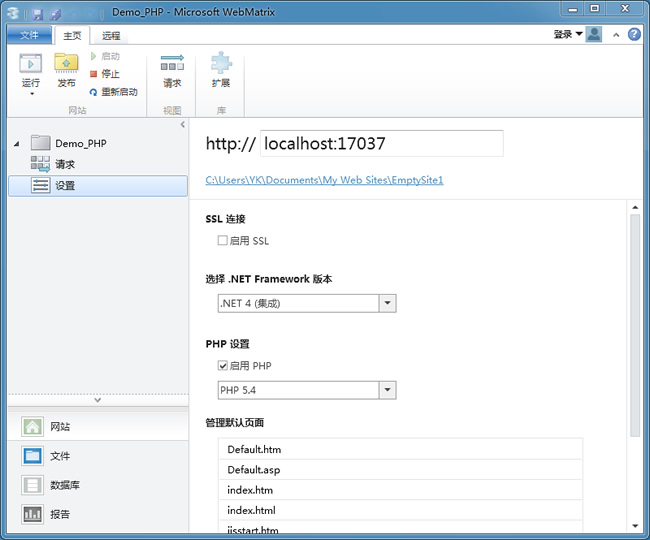 Demo_PHP - Microsoft WebMatrix
文件 主页 远程 登录
运行 发布 启动 停止 重新启动 请求 扩展
网站 视图 库
Demo_PHP
请求
设置
http:// localhost:17037
C:\Users\YK\Documents\My Web Sites\EmptySite1
SSL 连接
启用 SSL
选择 .NET Framework 版本
.NET 4 (集成)
PHP 设置
启用 PHP
PHP 5.4
管理默认页面
Default.htm
Default.asp
index.htm
index.html
iisstart.htm
网站
文件
数据库
报告